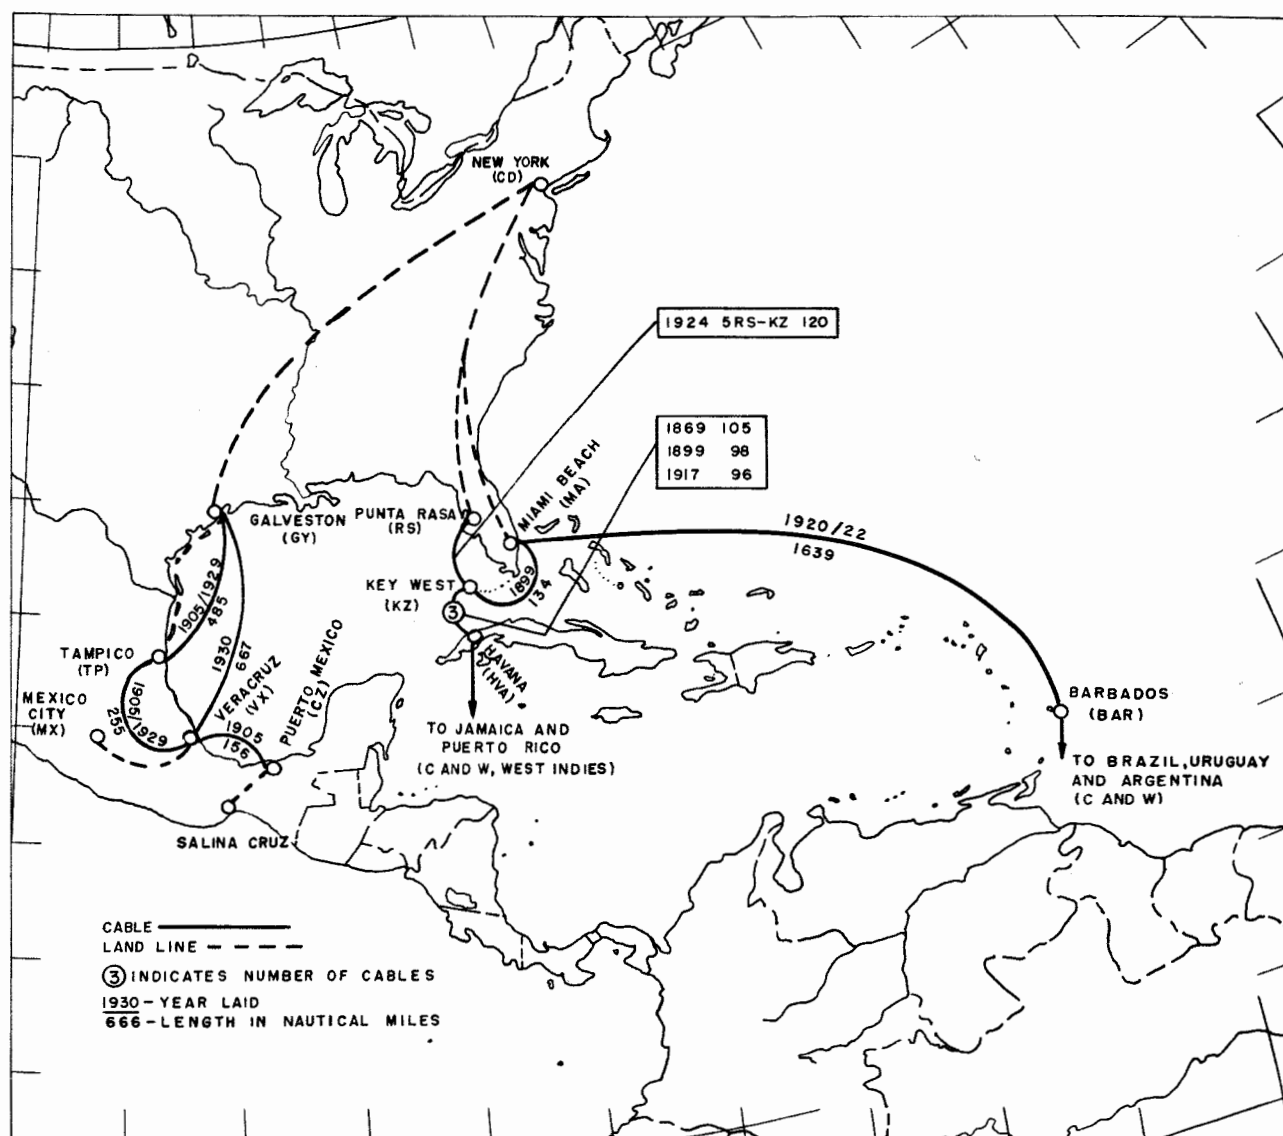 NEW YORK
(CD)
1924 5RS-KZ 120
1869 105
1899 98
1917 96
MIAMI BEACH
(MA)
GALVESTON
(GY)
PUNTA RASA
(RS)
1920/22
1639
KEY WEST
(KZ)
1899
134
3
1905/1929
485
1930
667
TAMPICO
(TP)
HAVANA
(HVA)
VERACRUZ
(VX)
PUERTO MEXICO
(CZ)
MEXICO
CITY
(MX)
1905/1929
255
1905
156
TO JAMAICA AND
PUERTO RICO
(C AND W, WEST INDIES)
BARBADOS
(BAR)
TO BRAZIL, URUGUAY
AND ARGENTINA
(C AND W)
SALINA CRUZ
CABLE
LAND LINE
3 INDICATES NUMBER OF CABLES
1930-YEAR LAID
666-LENGTH IN NAUTICAL MILES